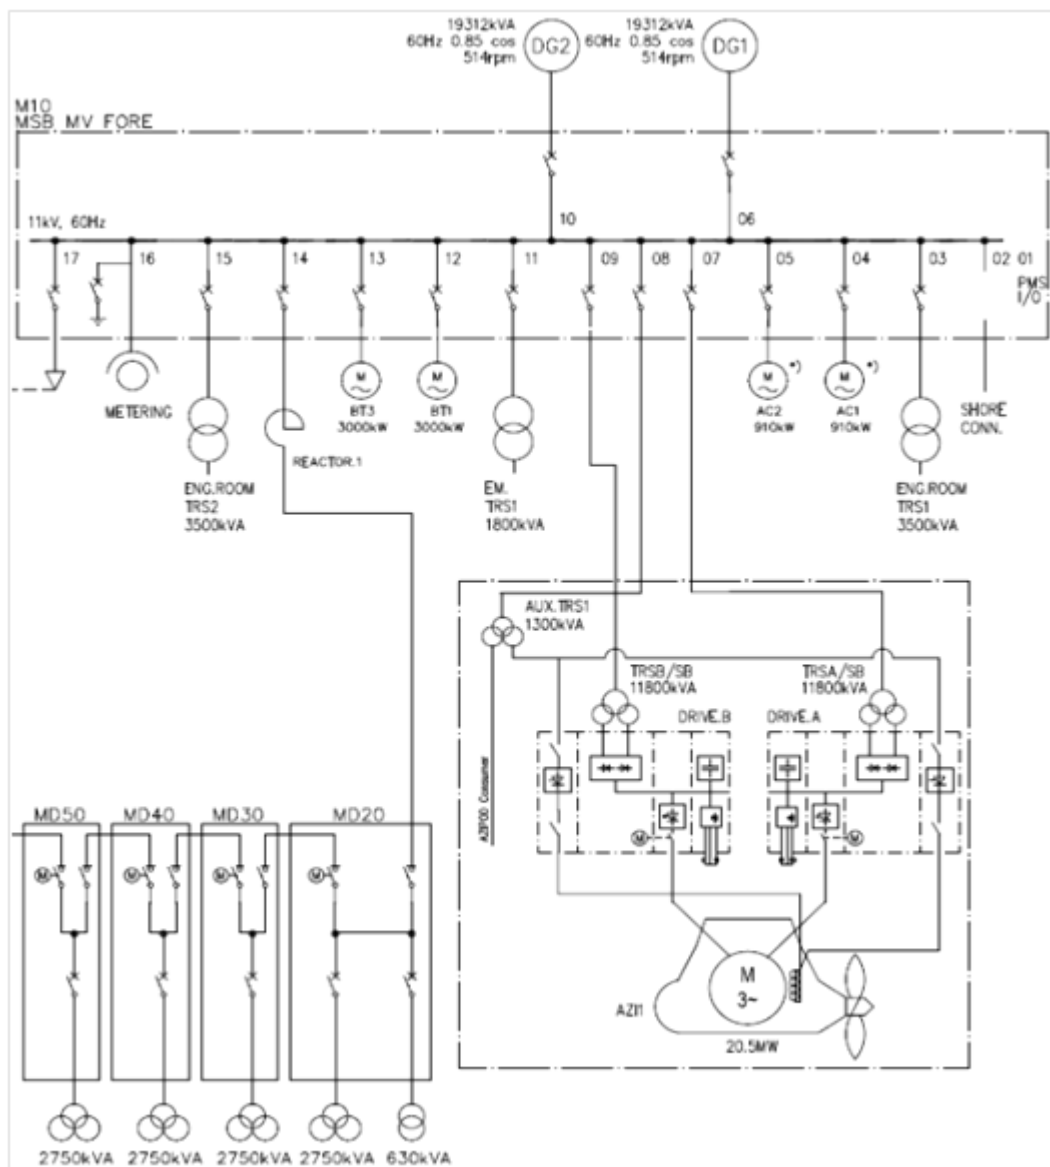 19312kVA
60Hz 0.85 cos
514rpm
DG2
19312kVA
60Hz 0.85 cos
514rpm
DG1
M10
MSB MV FORE
11kV, 60Hz
10
06
17
16
15
14
13
12
11
09
08
07
05
04
03
02
01
PMS
I/O
METERING
ENG.ROOM
TRS2
3500kVA
REACTOR.1
M
BT3
3000kW
M
BT1
3000kW
EM.
TRS1
1800kVA
M
*)
AC2
910kW
M
*)
AC1
910kW
ENG.ROOM
TRS1
3500kVA
SHORE
CONN.
AUX.TRS1
1300kVA
TRSB/SB
11800kVA
TRSA/SB
11800kVA
DRIVE.B
DRIVE.A
AZIPOD Consumer
M
M
MD50
MD40
MD30
MD20
M
M
M
M
M
3~
AZI1
20.5MW
2750kVA
2750kVA
2750kVA
2750kVA
630kVA